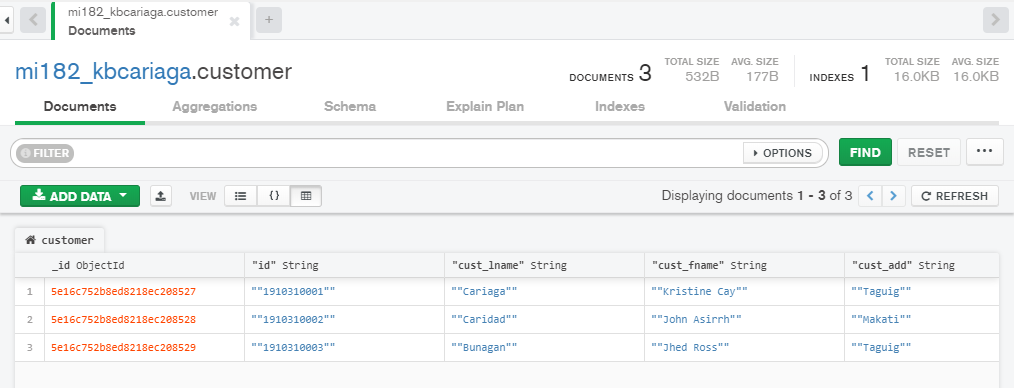 mi182_kbcariaga.customer
Documents
mi182_kbcariaga.customer
DOCUMENTS 3 TOTAL SIZE 532B AVG. SIZE 177B INDEXES 1 TOTAL SIZE 16.0KB AVG. SIZE 16.0KB
Documents Aggregations Schema Explain Plan Indexes Validation
FILTER OPTIONS FIND RESET ...
ADD DATA VIEW { } Displaying documents 1 - 3 of 3 < > REFRESH
customer
_id ObjectId "id" String "cust_lname" String "cust_fname" String "cust_add" String
1 5e16c752b8ed8218ec208527 ""1910310001"" ""Cariaga"" ""Kristine Cay"" ""Taguig""
2 5e16c752b8ed8218ec208528 ""1910310002"" ""Caridad"" ""John Asirrh"" ""Makati""
3 5e16c752b8ed8218ec208529 ""1910310003"" ""Bunagan"" ""Jhed Ross"" ""Taguig""